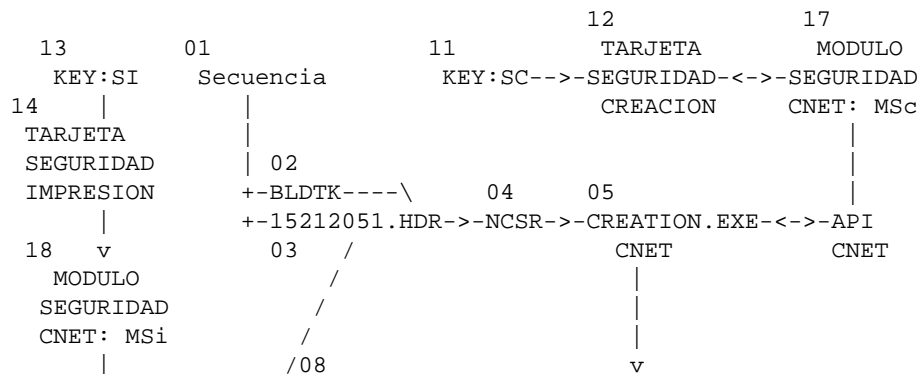 12 17
13 01 11 TARJETA MODULO
KEY:SI Secuencia KEY:SC-->-SEGURIDAD-<->-SEGURIDAD
14 | | CREACION CNET: MSc
TARJETA | |
SEGURIDAD | 02 |
IMPRESION +-BLDTK----\ 04 05 |
| +-15212051.HDR->-NCSR->-CREATION.EXE-<->-API
18 v 03 / CNET CNET
MODULO / |
SEGURIDAD / |
CNET: MSi / |
| /08 v